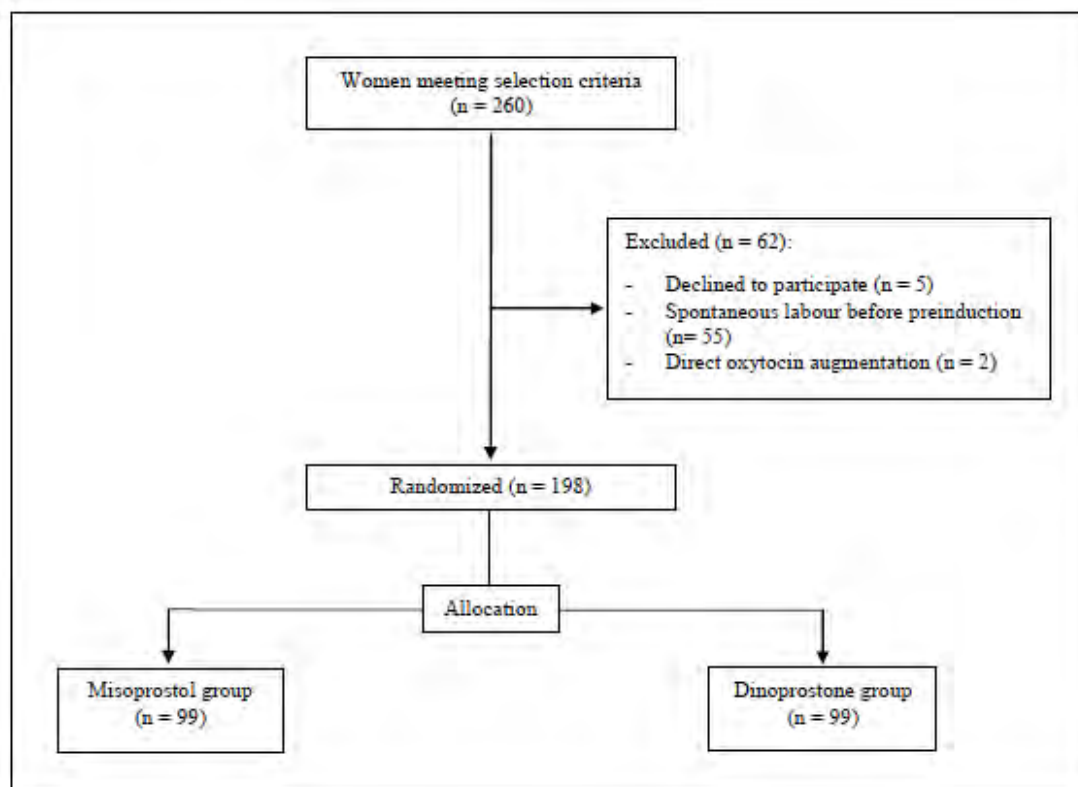 Women meeting selection criteria
(n = 260)
Excluded (n = 62):
- Declined to participate (n = 5)
- Spontaneous labour before preinduction
(n= 55)
- Direct oxytocin augmentation (n = 2)
Randomized (n = 198)
Allocation
Misoprostol group
(n = 99)
Dinoprostone group
(n = 99)